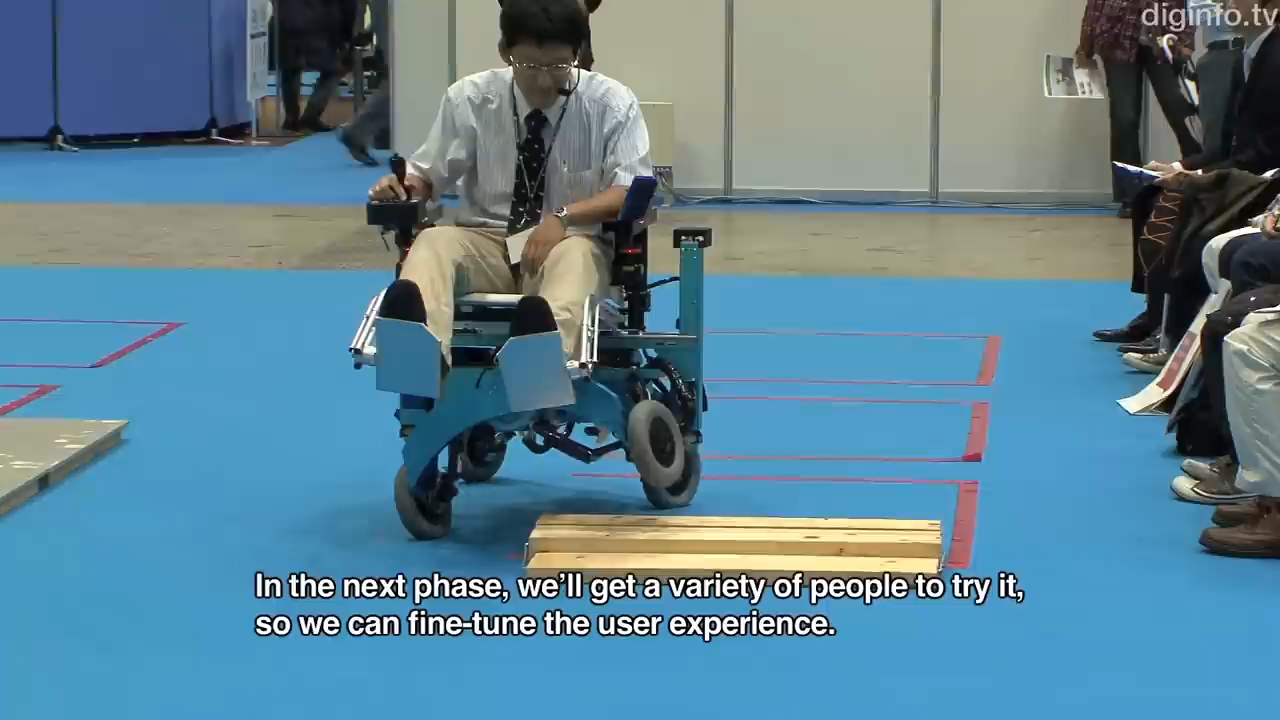 diginfo.tv
In the next phase, we'll get a variety of people to try it,
so we can fine-tune the user experience.